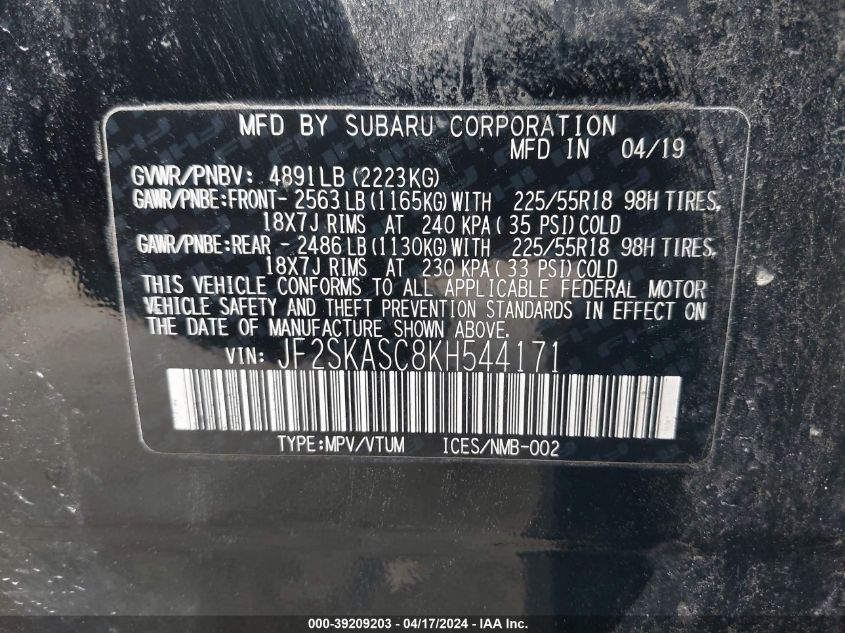 MFD BY SUBARU CORPORATION
MFD IN 04/19
GVWR/PNBV: 4891LB(2223KG)
GAWR/PNBE:FRONT-2563LB(1165KG)WITH 225/55R18 98H TIRES,
18X7J RIMS AT 240 KPA( 35 PSI)COLD
GAWR/PNBE:REAR -2486LB(1130KG)WITH 225/55R18 98H TIRES,
18X7J RIMS AT 230 KPA( 33 PSI)COLD
THIS VEHICLE CONFORMS TO ALL APPLICABLE FEDERAL MOTOR
VEHICLE SAFETY AND THEFT PREVENTION STANDARDS IN EFFECT ON
THE DATE OF MANUFACTURE SHOWN ABOVE.
VIN: JF2SKASC8KH544171
TYPE:MPV/VTUM ICES/NMB-002
000-39209203 - 04/17/2024 - IAA Inc.